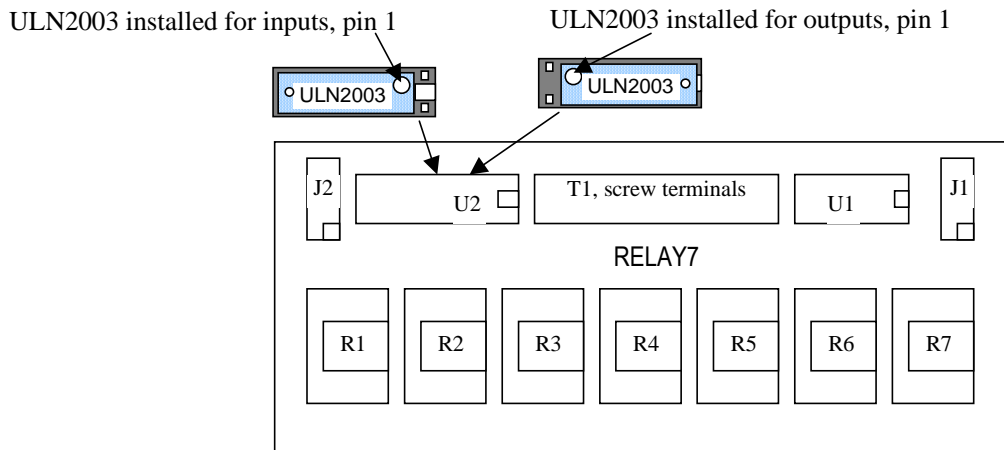 ULN2003 installed for inputs, pin 1
ULN2003 installed for outputs, pin 1
ULN2003
ULN2003
J2
U2
T1, screw terminals
U1
J1
RELAY7
R1
R2
R3
R4
R5
R6
R7